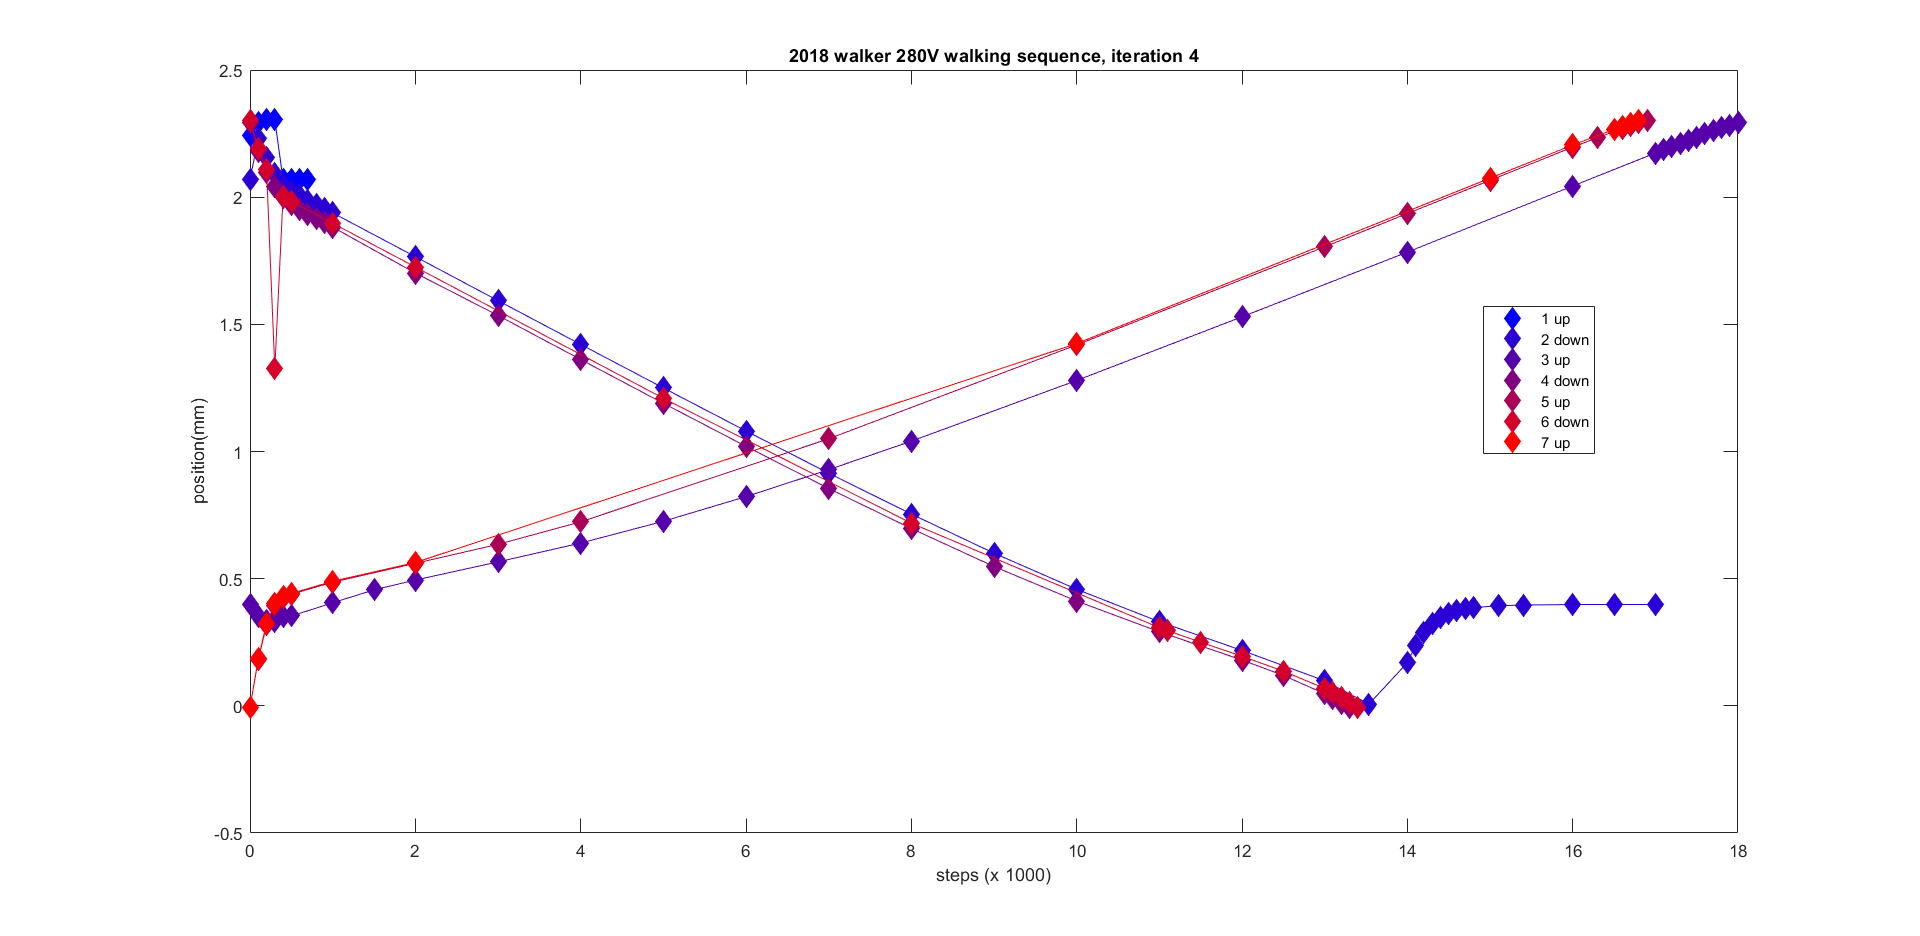 2018 walker 280V walking sequence, iteration 4
2.5
2
1.5
1
0.5
0
-0.5
position(mm)
0 2 4 6 8 10 12 14 16 18
steps (x 1000)
1 up
2 down
3 up
4 down
5 up
6 down
7 up